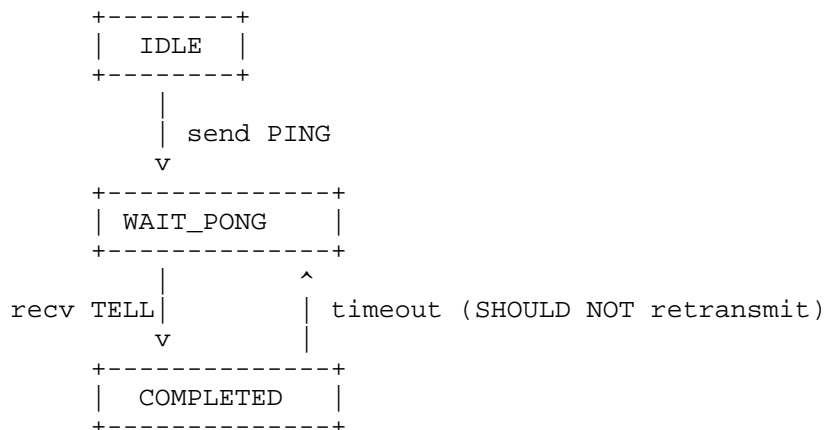 IDLE
send PING
WAIT_PONG
recv TELL
timeout (SHOULD NOT retransmit)
COMPLETED